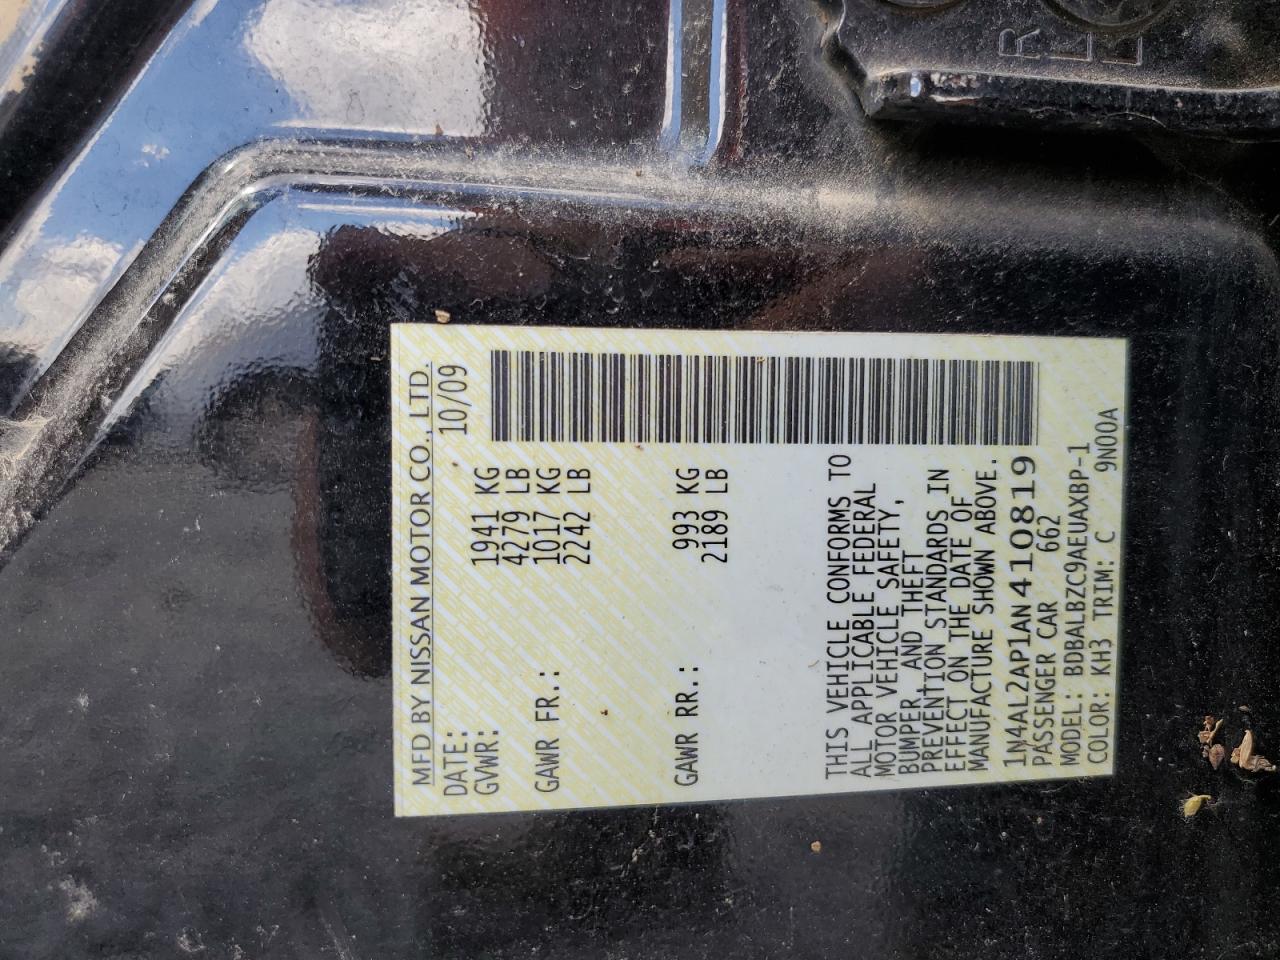 MFD BY NISSAN MOTOR CO., LTD.
DATE: 10/09
GVWR: 1941 KG
4279 LB
GAWR FR.: 1017 KG
2242 LB
GAWR RR.: 993 KG
2189 LB
THIS VEHICLE CONFORMS TO
ALL APPLICABLE FEDERAL
MOTOR VEHICLE SAFETY,
BUMPER AND THEFT
PREVENTION STANDARDS IN
EFFECT ON THE DATE OF
MANUFACTURE SHOWN ABOVE.
1N4AL2AP1AN410819
PASSENGER CAR 662
MODEL: BDBALBZC9AEUAXBP-1
COLOR: KH3 TRIM: C 9N00A